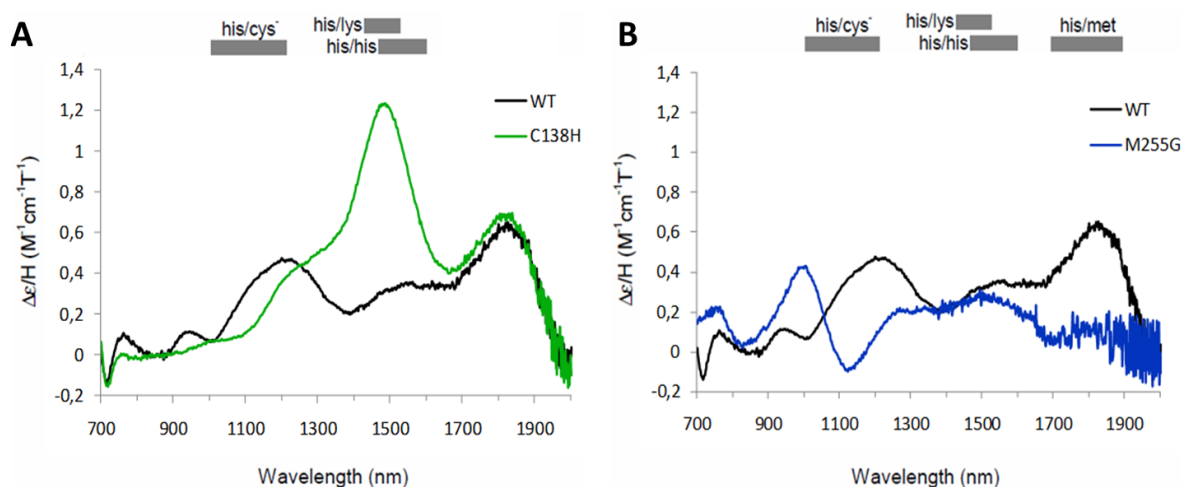 A
his/cys⁻
his/lys
his/his
1,4
1,2
1
0,8
0,6
0,4
0,2
0
-0,2
Δε/H (M⁻¹cm⁻¹T⁻¹)
WT
C138H
700 900 1100 1300 1500 1700 1900
Wavelength (nm)
B
his/cys⁻
his/lys
his/his
his/met
1,4
1,2
1
0,8
0,6
0,4
0,2
0
-0,2
Δε/H (M⁻¹cm⁻¹T⁻¹)
WT
M255G
700 900 1100 1300 1500 1700 1900
Wavelength (nm)